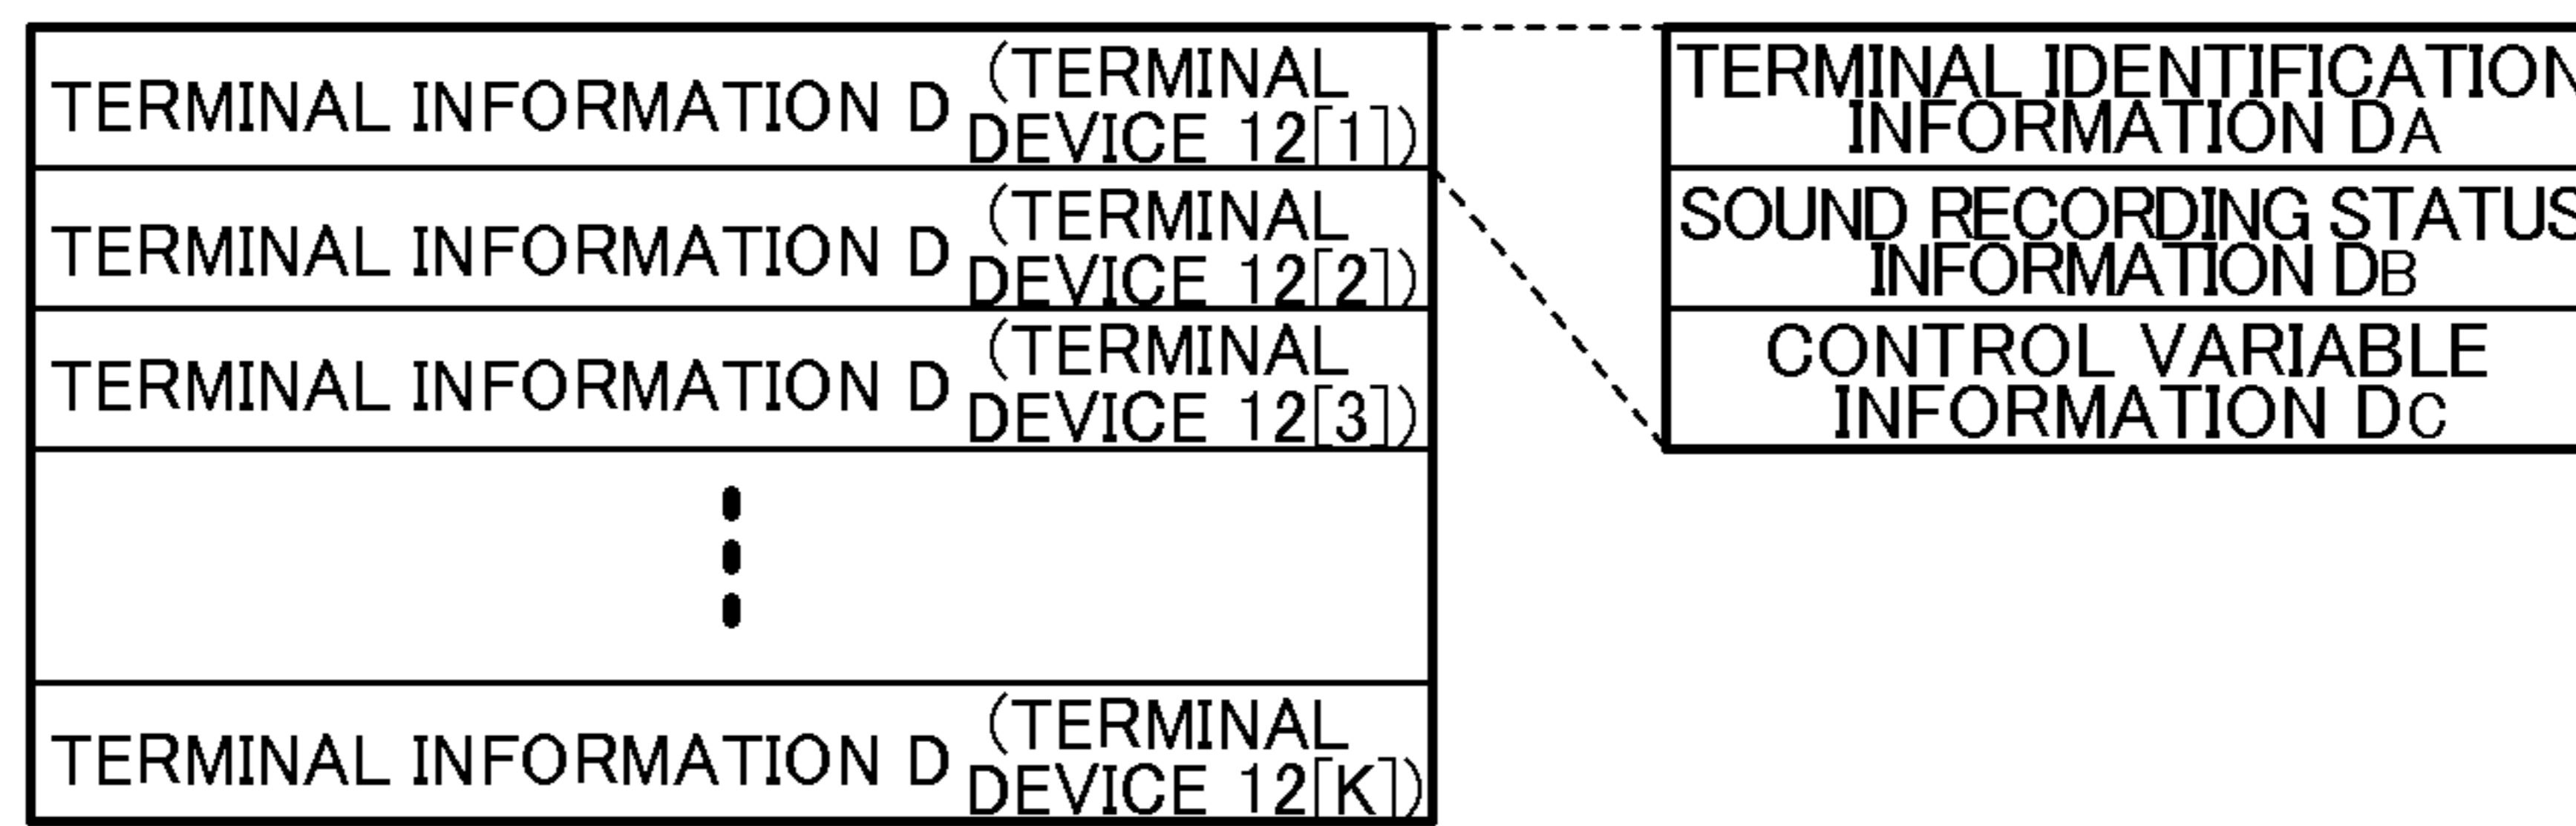 TERMINAL INFORMATION D (TERMINAL
DEVICE 12[1])
TERMINAL INFORMATION D (TERMINAL
DEVICE 12[2])
TERMINAL INFORMATION D (TERMINAL
DEVICE 12[3])
TERMINAL INFORMATION D (TERMINAL
DEVICE 12[K])
TERMINAL IDENTIFICATION
INFORMATION DA
SOUND RECORDING STATUS
INFORMATION DB
CONTROL VARIABLE
INFORMATION DC